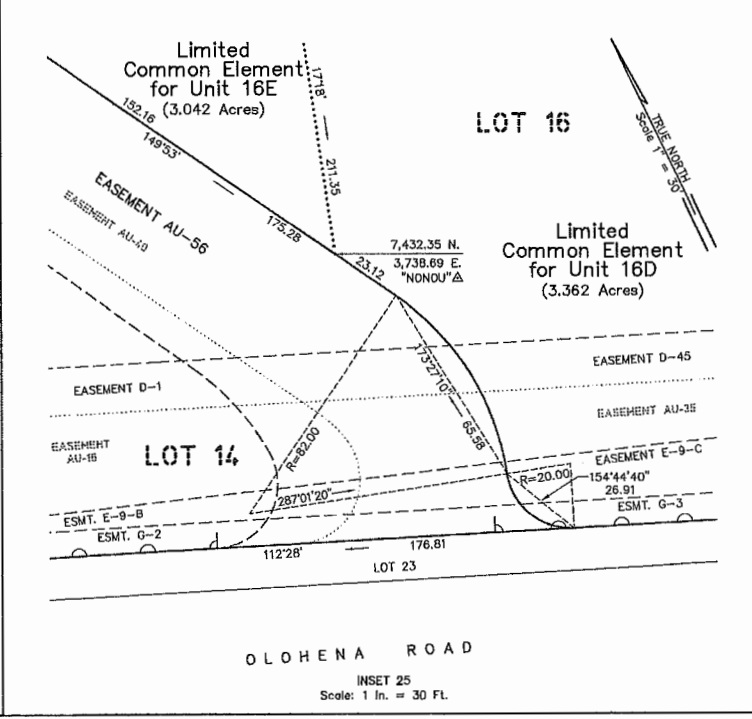 Limited
Common Element
for Unit 16E
(3.042 Acres)
17°18'
211.35
LOT 16
TRUE NORTH
Scale 1" = 30'
152.16
149°53'
175.28
EASEMENT AU-56
EASEMENT AU-49
7,432.35 N.
3,738.69 E.
"NONOU"△
23.12
Limited
Common Element
for Unit 16D
(3.362 Acres)
173°27'10"
65.58
R=82.00
EASEMENT D-1
EASEMENT D-45
EASEMENT AU-35
EASEMENT
AU-16
LOT 14
EASEMENT E-9-C
R=20.00
154°44'40"
26.91
287°01'20"
ESMT. E-9-B
ESMT. G-2
ESMT. G-3
112°28'
176.81
LOT 23
OLOHENA ROAD
INSET 25
Scale: 1 In. = 30 Ft.